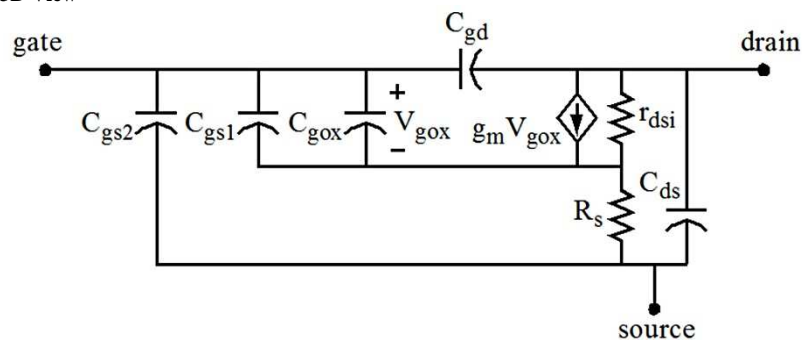 C_gd
gate
drain
C_gs2
C_gs1
C_gox
+
V_gox
–
g_mV_gox
r_dsi
C_ds
R_s
source